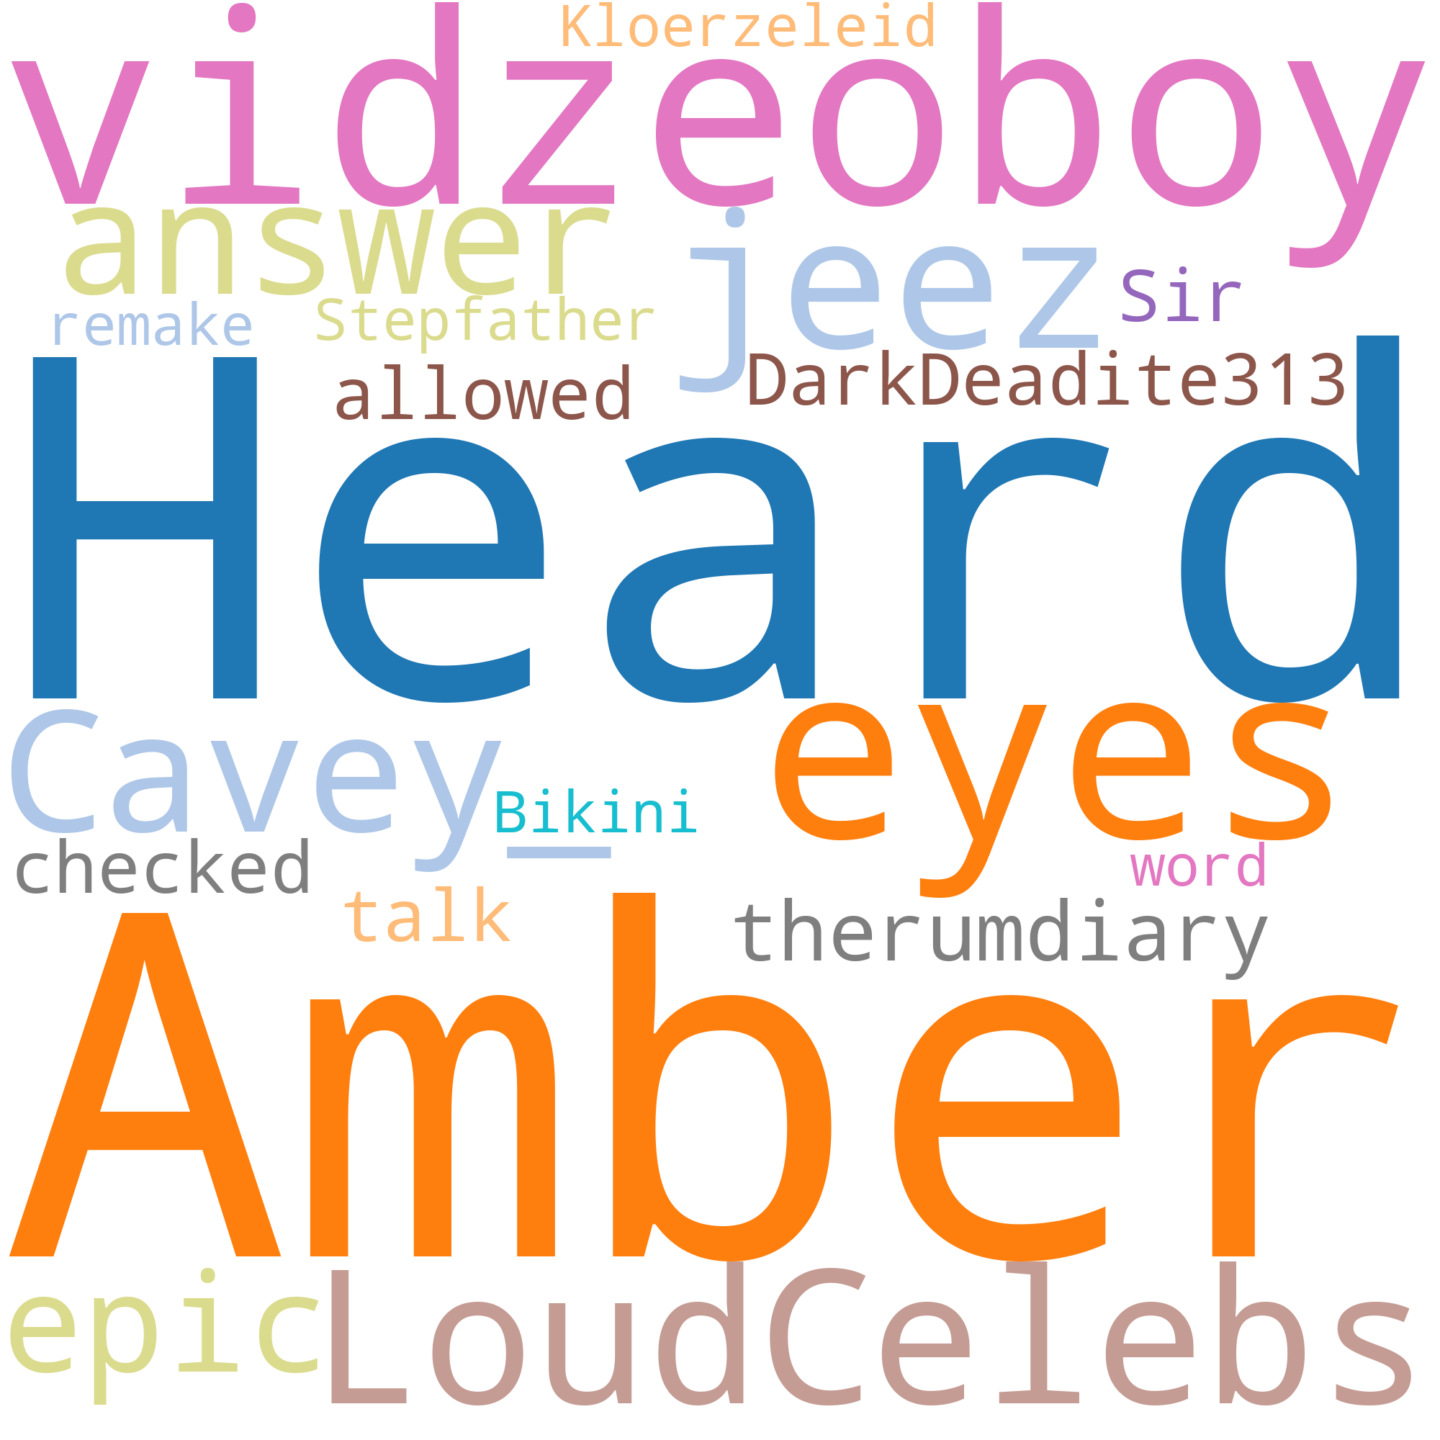 Kloerzeleid
vidzeoboy
answer
jeez
Sir
remake
Stepfather
allowed
DarkDeadite313
Heard
Cavey
eyes
Bikini
_
checked
word
talk
therumdiary
Amber
epic
LoudCelebs